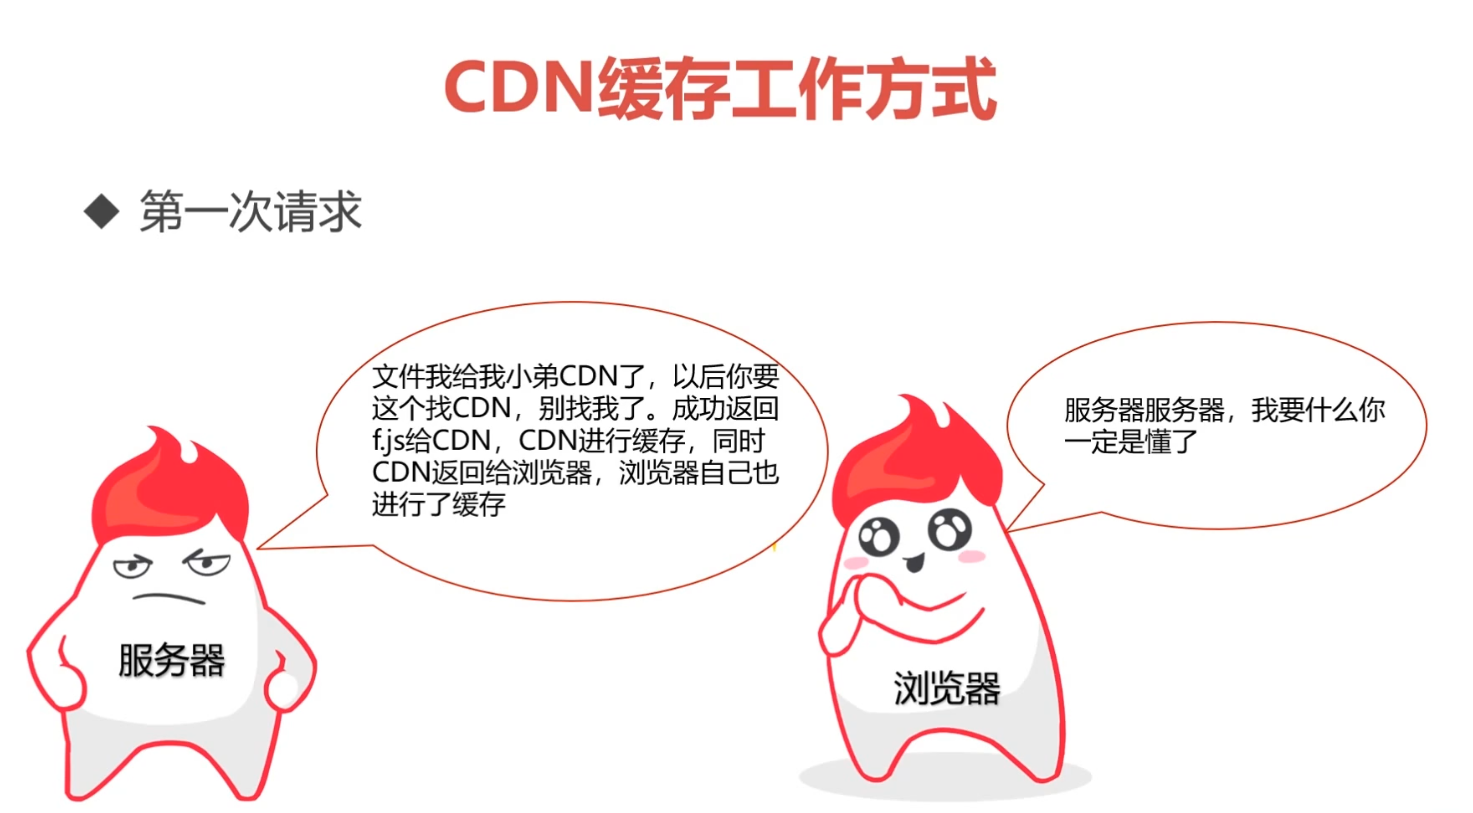 CDN缓存工作方式
◆ 第一次请求
文件我给我小弟CDN了，以后你要
这个找CDN，别找我了。成功返回
f.js给CDN，CDN进行缓存，同时
CDN返回给浏览器，浏览器自己也
进行了缓存
服务器服务器，我要什么你
一定是懂了
服务器
浏览器